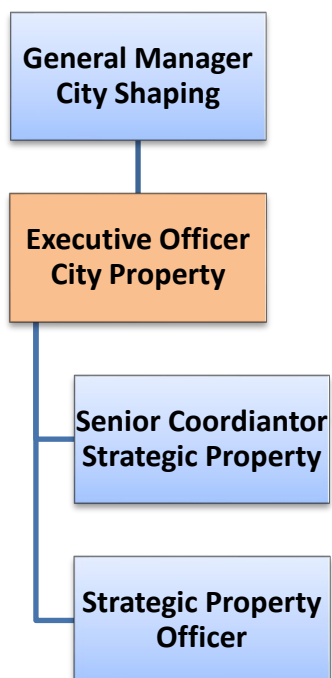 General Manager
City Shaping
Executive Officer
City Property
Senior Coordiantor
Strategic Property
Strategic Property
Officer